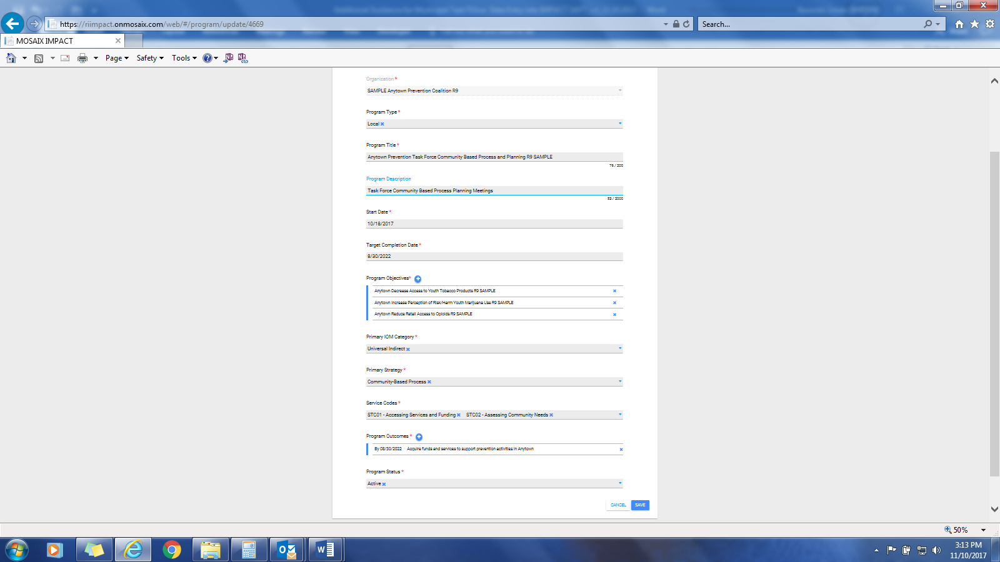 https://riimpact.onmosaix.com/web/#/program/update/4669
Search...
MOSAIX IMPACT
Page
Safety
Tools
Organization *
SAMPLE Anytown Prevention Coalition R9
Program Type *
Local
Program Title *
Anytown Prevention Task Force Community Based Process and Planning R9 SAMPLE
76 / 200
Program Description
Task Force Community Based Process Planning Meetings
53 / 2000
Start Date *
10/18/2017
Target Completion Date *
8/30/2022
Program Objectives*
Anytown Decrease Access to Youth Tobacco Products R9 SAMPLE
Anytown Increase Perception of Risk/Harm Youth Marijuana Use R9 SAMPLE
Anytown Reduce Retail Access to Opioids R9 SAMPLE
Primary IOM Category *
Universal Indirect
Primary Strategy *
Community-Based Process
Service Codes *
STC01 - Accessing Services and Funding STC02 - Assessing Community Needs
Program Outcomes *
By 08/30/2022 Acquire funds and services to support prevention activities in Anytown
Program Status *
Active
CANCEL SAVE
50%
3:13 PM
11/10/2017